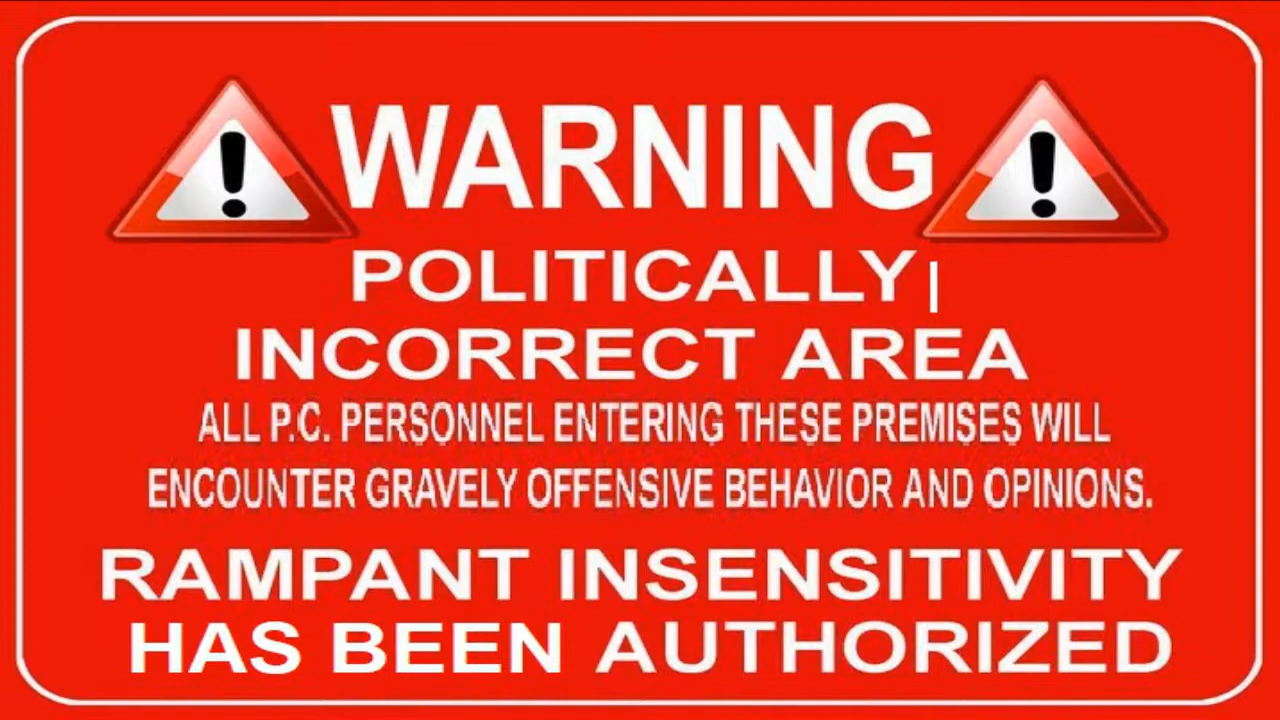 WARNING
POLITICALLY|
INCORRECT AREA
ALL P.C. PERSONNEL ENTERING THESE PREMISES WILL
ENCOUNTER GRAVELY OFFENSIVE BEHAVIOR AND OPINIONS.
RAMPANT INSENSITIVITY
HAS BEEN AUTHORIZED